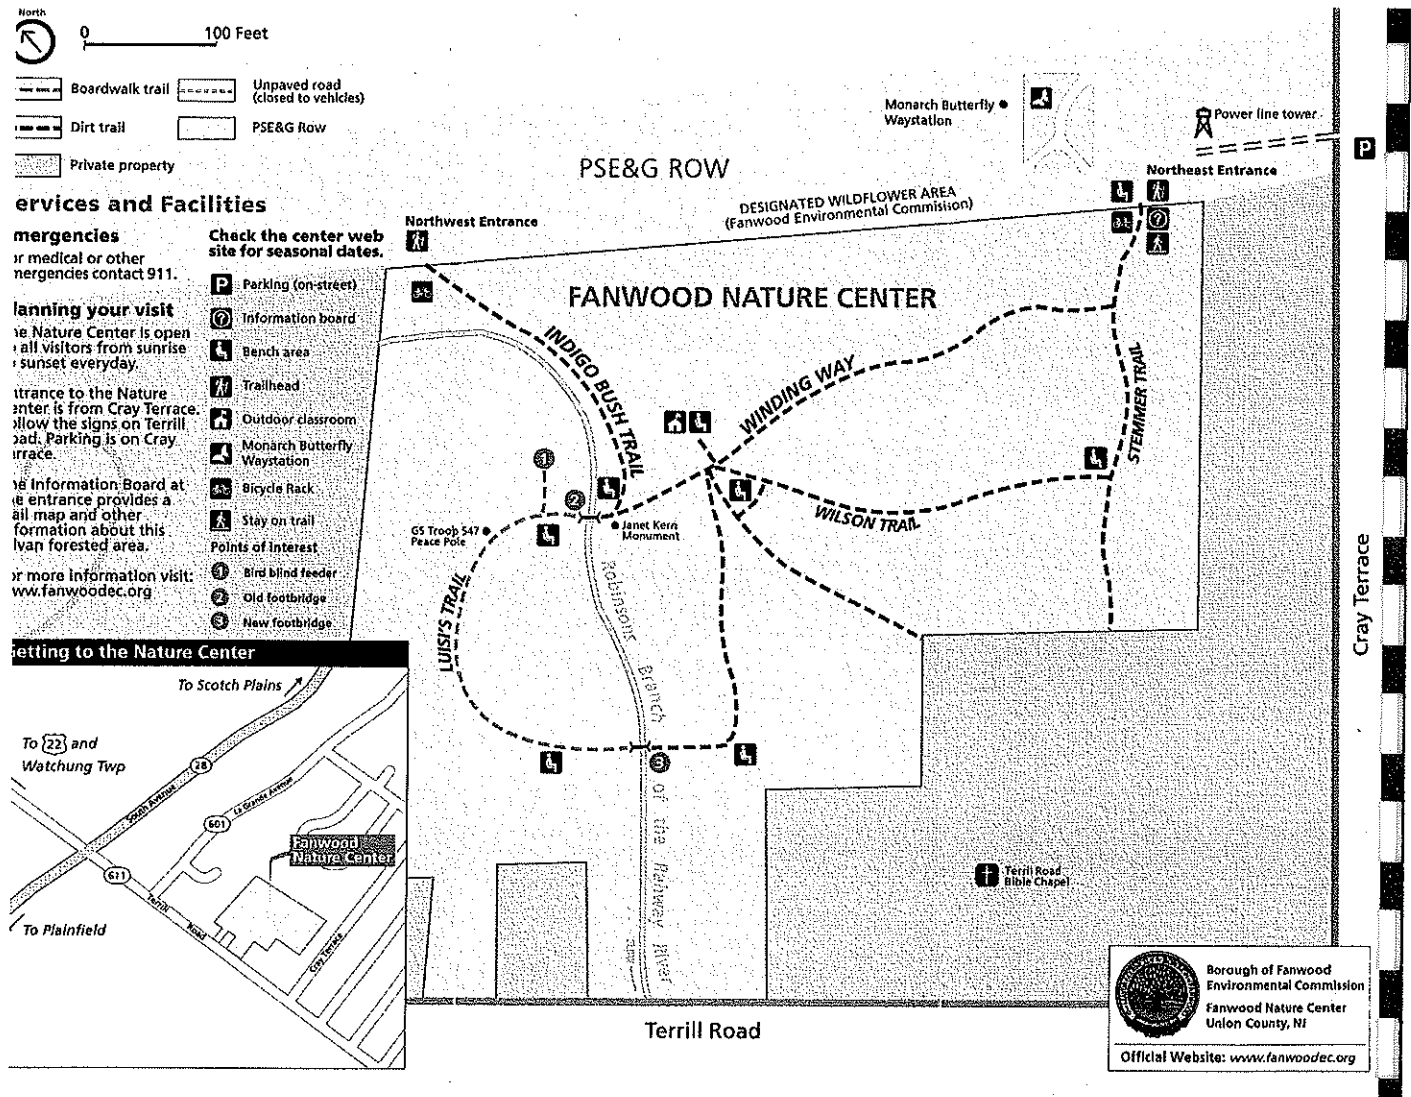 North
0 100 Feet
Boardwalk trail
Unpaved road
(closed to vehicles)
Dirt trail
PSE&G Row
Private property
ervices and Facilities
mergencies
or medical or other
mergencies contact 911.
lanning your visit
he Nature Center is open
all visitors from sunrise
sunset everyday.
ntrance to the Nature
enter is from Cray Terrace.
ollow the signs on Terrill
oad. Parking is on Cray
rrace.
he Information Board at
e entrance provides a
ail map and other
formation about this
lvan forested area.
or more information visit:
ww.fanwoodec.org
Check the center web
site for seasonal dates.
P Parking (on-street)
? Information board
Bench area
Trailhead
Outdoor classroom
Monarch Butterfly
Waystation
Bicycle Rack
Stay on trail
Points of Interest
1 Bird blind feeder
2 Old footbridge
3 New footbridge
Getting to the Nature Center
To Scotch Plains
To 22 and
Watchung Twp
28
South Avenue
La Grande Avenue
601
Fanwood
Nature Center
611
Terrill Road
Cray Terrace
To Plainfield
PSE&G ROW
Monarch Butterfly
Waystation
Power line tower
P
Northeast Entrance
?
DESIGNATED WILDFLOWER AREA
(Fanwood Environmental Commission)
Northwest Entrance
FANWOOD NATURE CENTER
INDIGO BUSH TRAIL
WINDING WAY
STEMMER TRAIL
WILSON TRAIL
1
2
GS Troop 547
Peace Pole
Janet Kern
Monument
LUISI'S TRAIL
Robinsons Branch of the Rahway River
3
Terrill Road
Bible Chapel
Cray Terrace
Terrill Road
Borough of Fanwood
Environmental Commission
Fanwood Nature Center
Union County, NJ
Official Website: www.fanwoodec.org